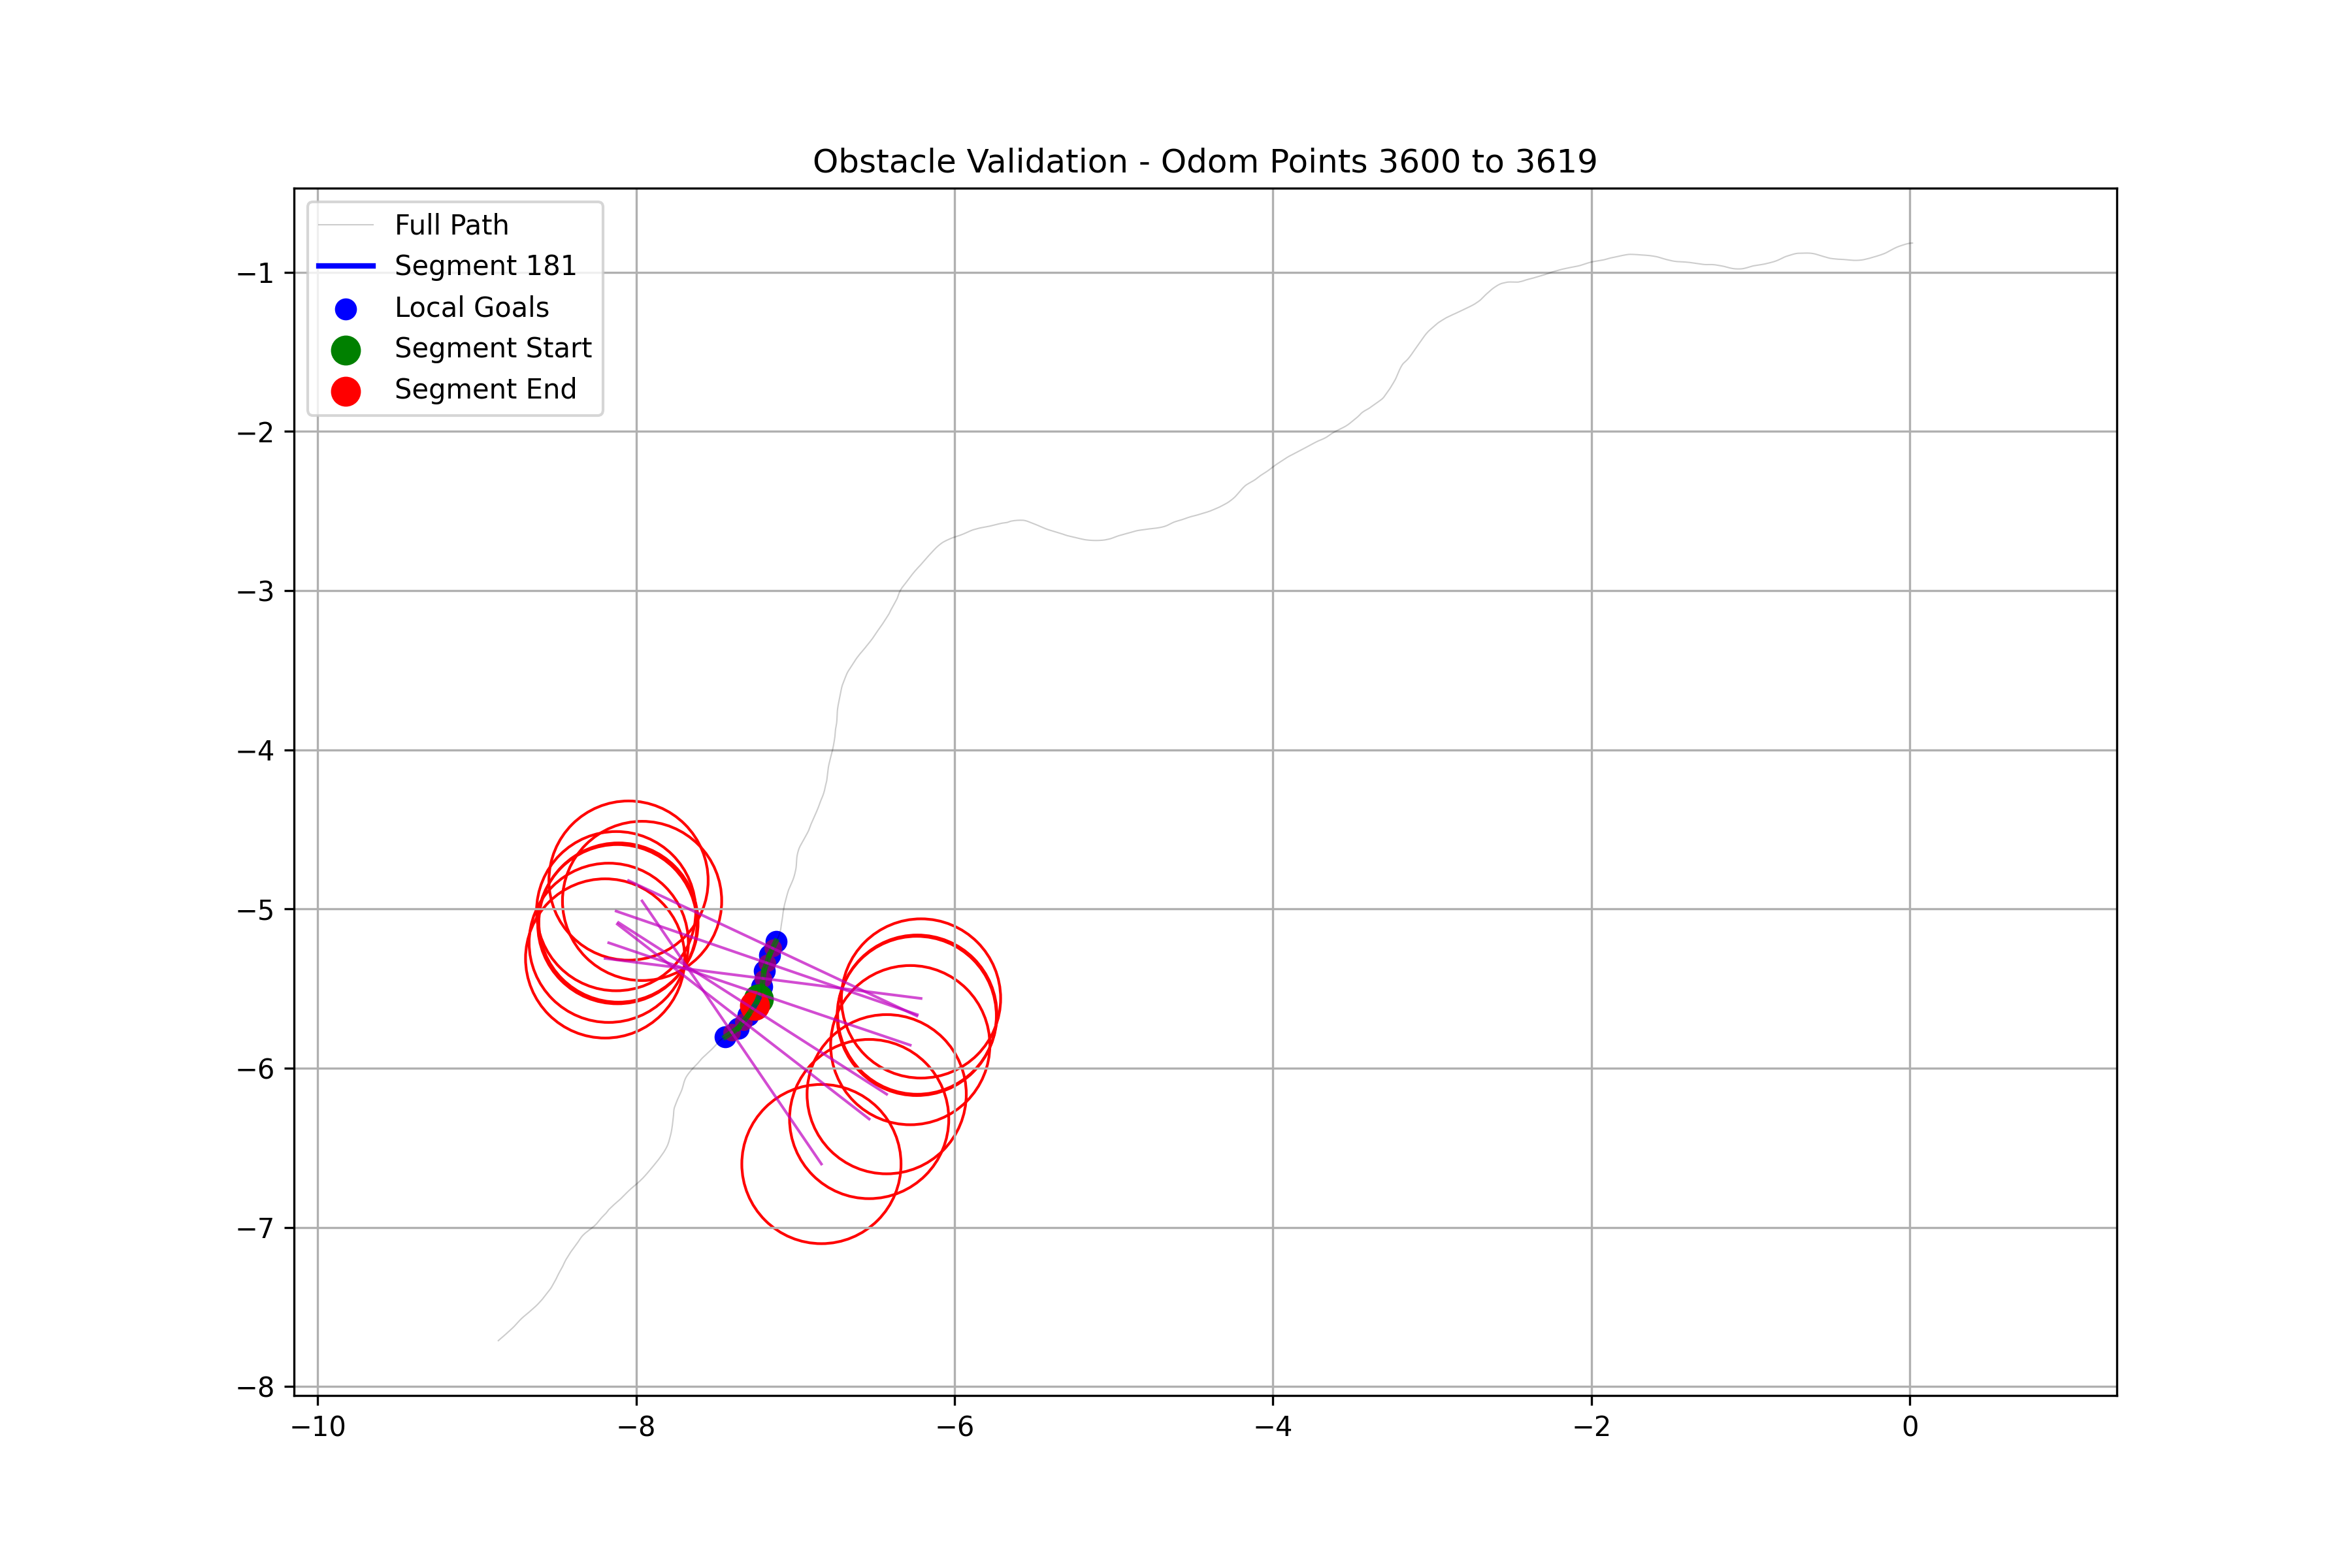 Obstacle Validation - Odom Points 3600 to 3619
Full Path
Segment 181
Local Goals
Segment Start
Segment End
−1
−2
−3
−4
−5
−6
−7
−8
−10
−8
−6
−4
−2
0